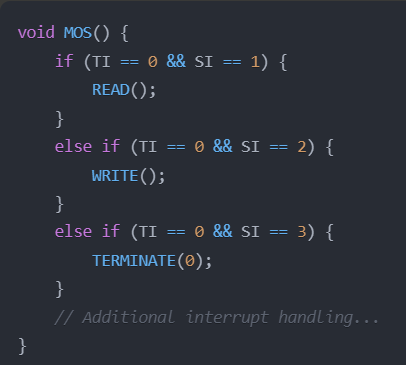 void MOS() {
    if (TI == 0 && SI == 1) {
        READ();
    }
    else if (TI == 0 && SI == 2) {
        WRITE();
    }
    else if (TI == 0 && SI == 3) {
        TERMINATE(0);
    }
    // Additional interrupt handling...
}